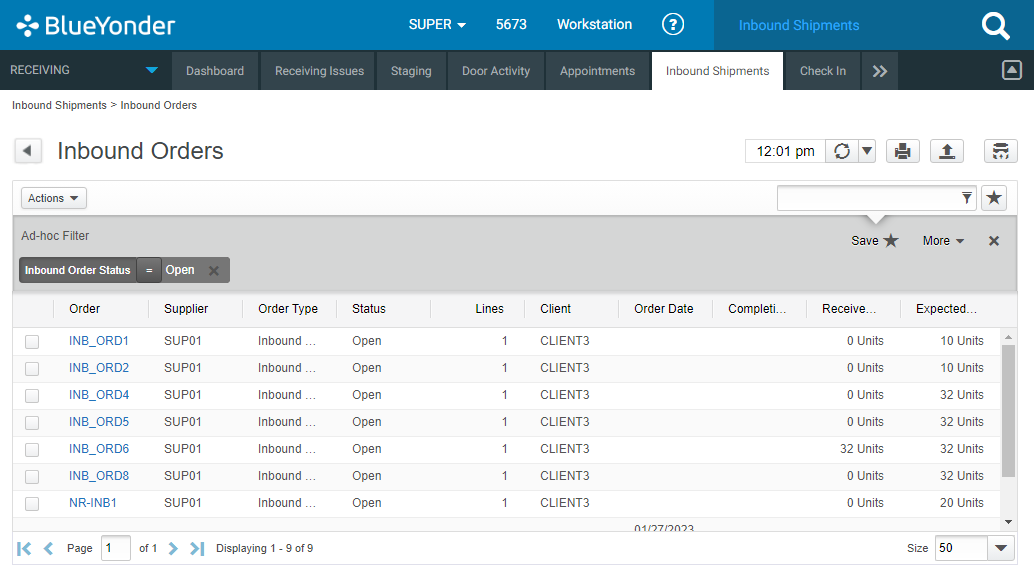 BlueYonder SUPER 5673 Workstation ? Inbound Shipments
RECEIVING Dashboard Receiving Issues Staging Door Activity Appointments Inbound Shipments Check In >>
Inbound Shipments > Inbound Orders
Inbound Orders 12:01 pm
Actions
Ad-hoc Filter Save More ×
Inbound Order Status = Open ×
Order Supplier Order Type Status Lines Client Order Date Completi... Receive... Expected...
INB_ORD1 SUP01 Inbound ... Open 1 CLIENT3 0 Units 10 Units
INB_ORD2 SUP01 Inbound ... Open 1 CLIENT3 0 Units 10 Units
INB_ORD4 SUP01 Inbound ... Open 1 CLIENT3 0 Units 32 Units
INB_ORD5 SUP01 Inbound ... Open 1 CLIENT3 0 Units 32 Units
INB_ORD6 SUP01 Inbound ... Open 1 CLIENT3 32 Units 32 Units
INB_ORD8 SUP01 Inbound ... Open 1 CLIENT3 0 Units 32 Units
NR-INB1 SUP01 Inbound ... Open 1 CLIENT3 0 Units 20 Units
01/27/2023
Page 1 of 1 Displaying 1 - 9 of 9 Size 50